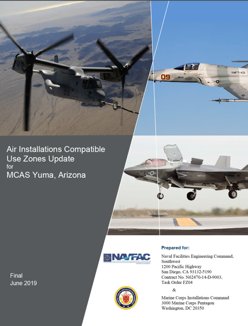 09
Air Installations Compatible
Use Zones Update
for
MCAS Yuma, Arizona
Final
June 2019
NAVFAC
Prepared for:
Naval Facilities Engineering Command,
Southwest
1220 Pacific Highway
San Diego, CA 92132-5190
Contract No. N62470-14-D-9003,
Task Order FZ04
&
Marine Corps Installations Command
3000 Marine Corps Pentagon
Washington, DC 20350